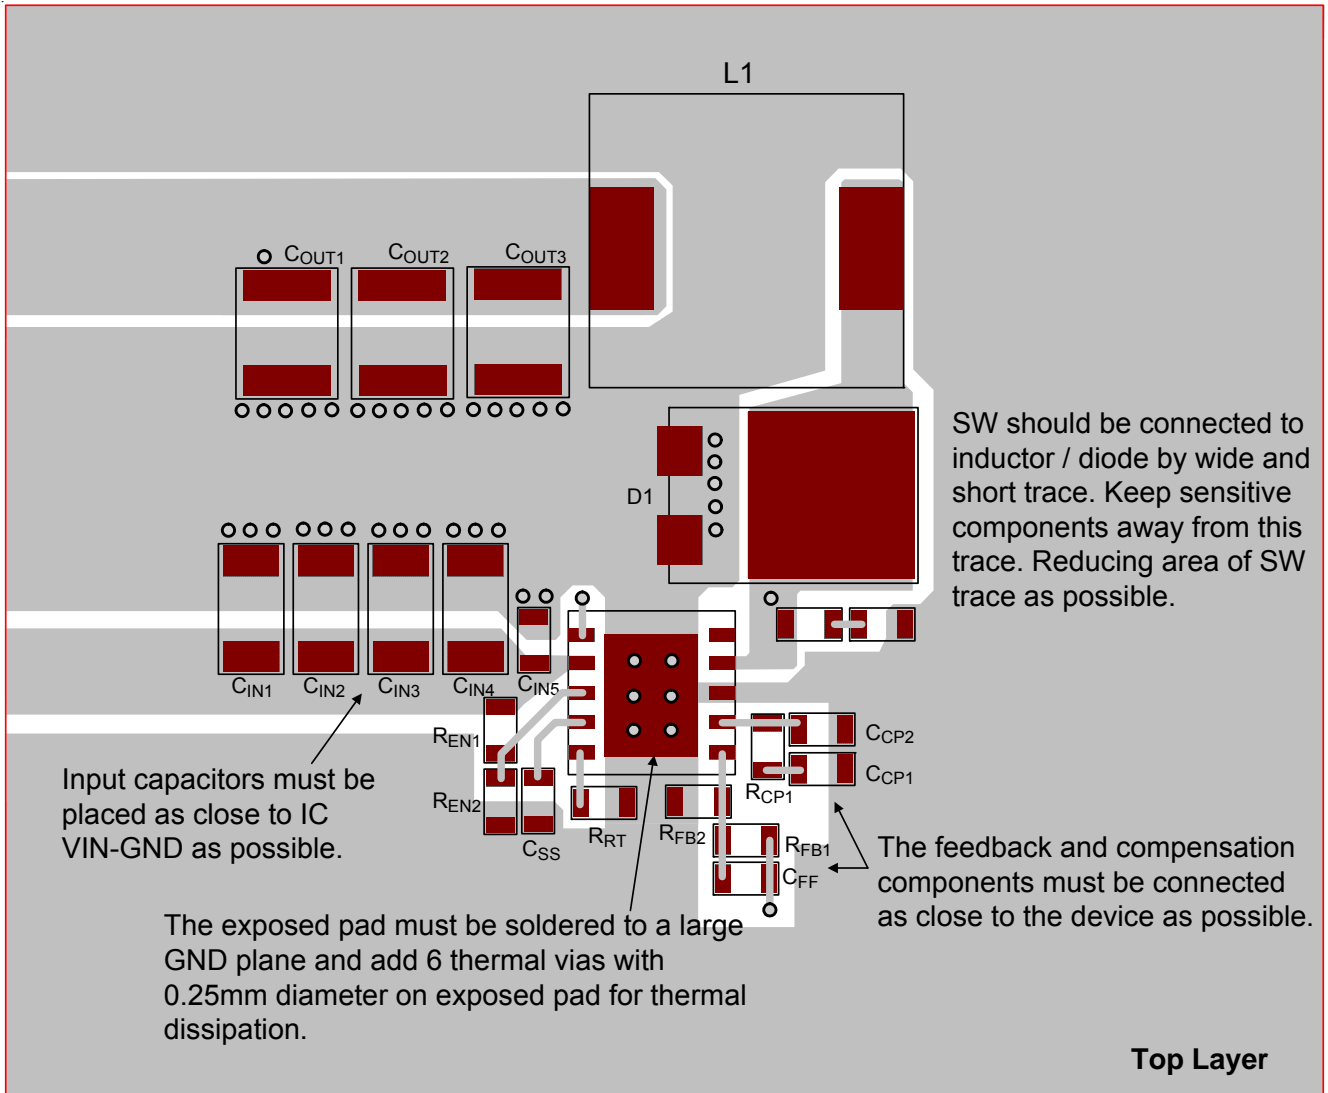 L1
COUT1
COUT2
COUT3
SW should be connected to
inductor / diode by wide and
short trace. Keep sensitive
components away from this
trace. Reducing area of SW
trace as possible.
D1
CIN1
CIN2
CIN3
CIN4
CIN5
REN1
REN2
CSS
RRT
RFB2
RCP1
CCP2
CCP1
RFB1
CFF
Input capacitors must be
placed as close to IC
VIN-GND as possible.
The feedback and compensation
components must be connected
as close to the device as possible.
The exposed pad must be soldered to a large
GND plane and add 6 thermal vias with
0.25mm diameter on exposed pad for thermal
dissipation.
Top Layer